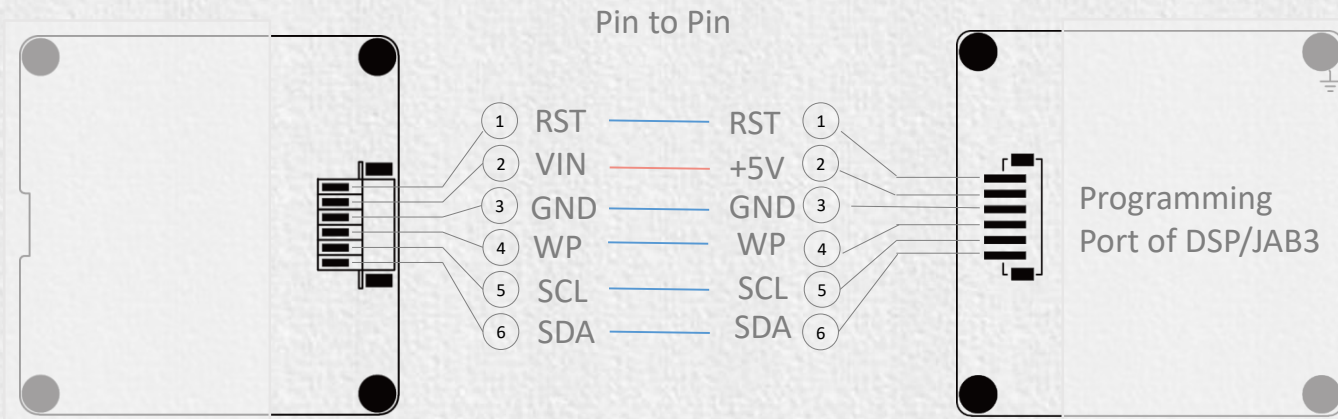 Pin to Pin
1 RST RST 1
2 VIN +5V 2
3 GND GND 3
4 WP WP 4
5 SCL SCL 5
6 SDA SDA 6
Programming
Port of DSP/JAB3